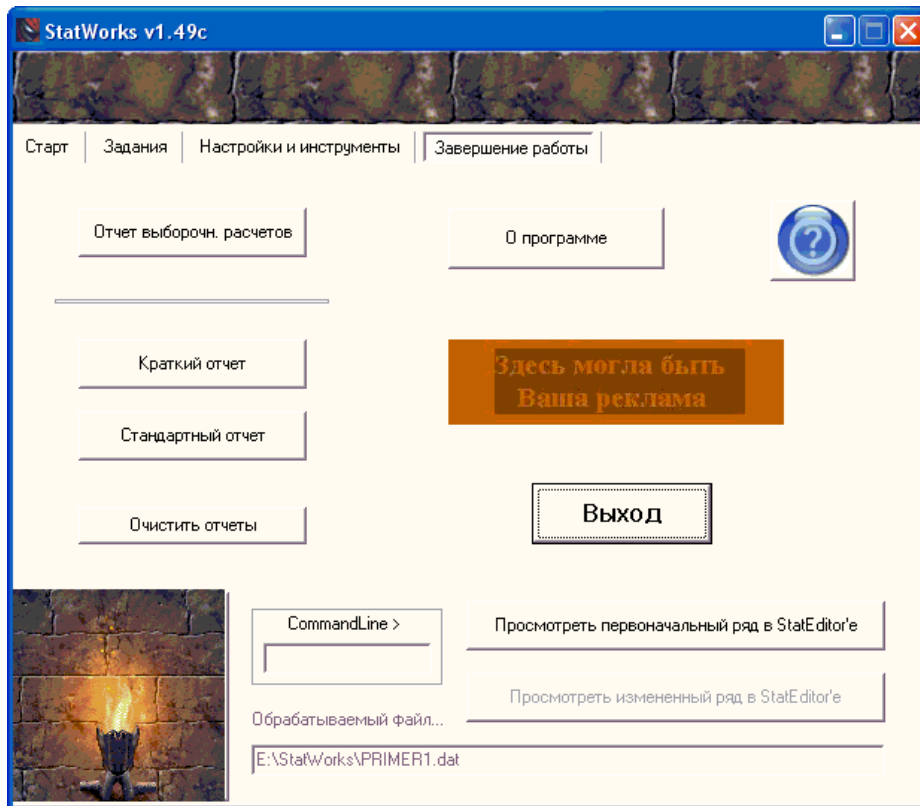 StatWorks v1.49c
Старт Задания Настройки и инструменты Завершение работы
Отчет выборочн. расчетов
О программе
?
Краткий отчет
Здесь могла быть
Ваша реклама
Стандартный отчет
Выход
Очистить отчеты
CommandLine >
Просмотреть первоначальный ряд в StatEditor'е
Просмотреть измененный ряд в StatEditor'е
Обрабатываемый файл...
E:\StatWorks\PRIMER1.dat